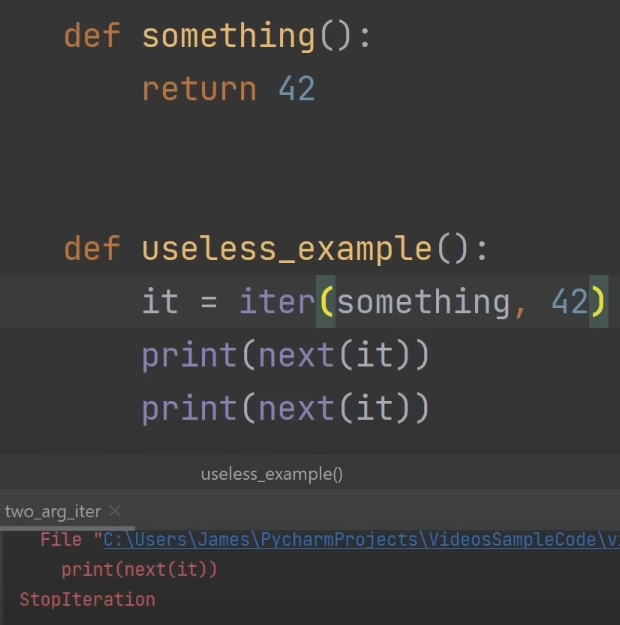 def something():
return 42
def useless_example():
it = iter(something, 42)
print(next(it))
print(next(it))
useless_example()
two_arg_iter ×
File "C:\Users\James\PycharmProjects\VideosSampleCode\
print(next(it))
StopIteration